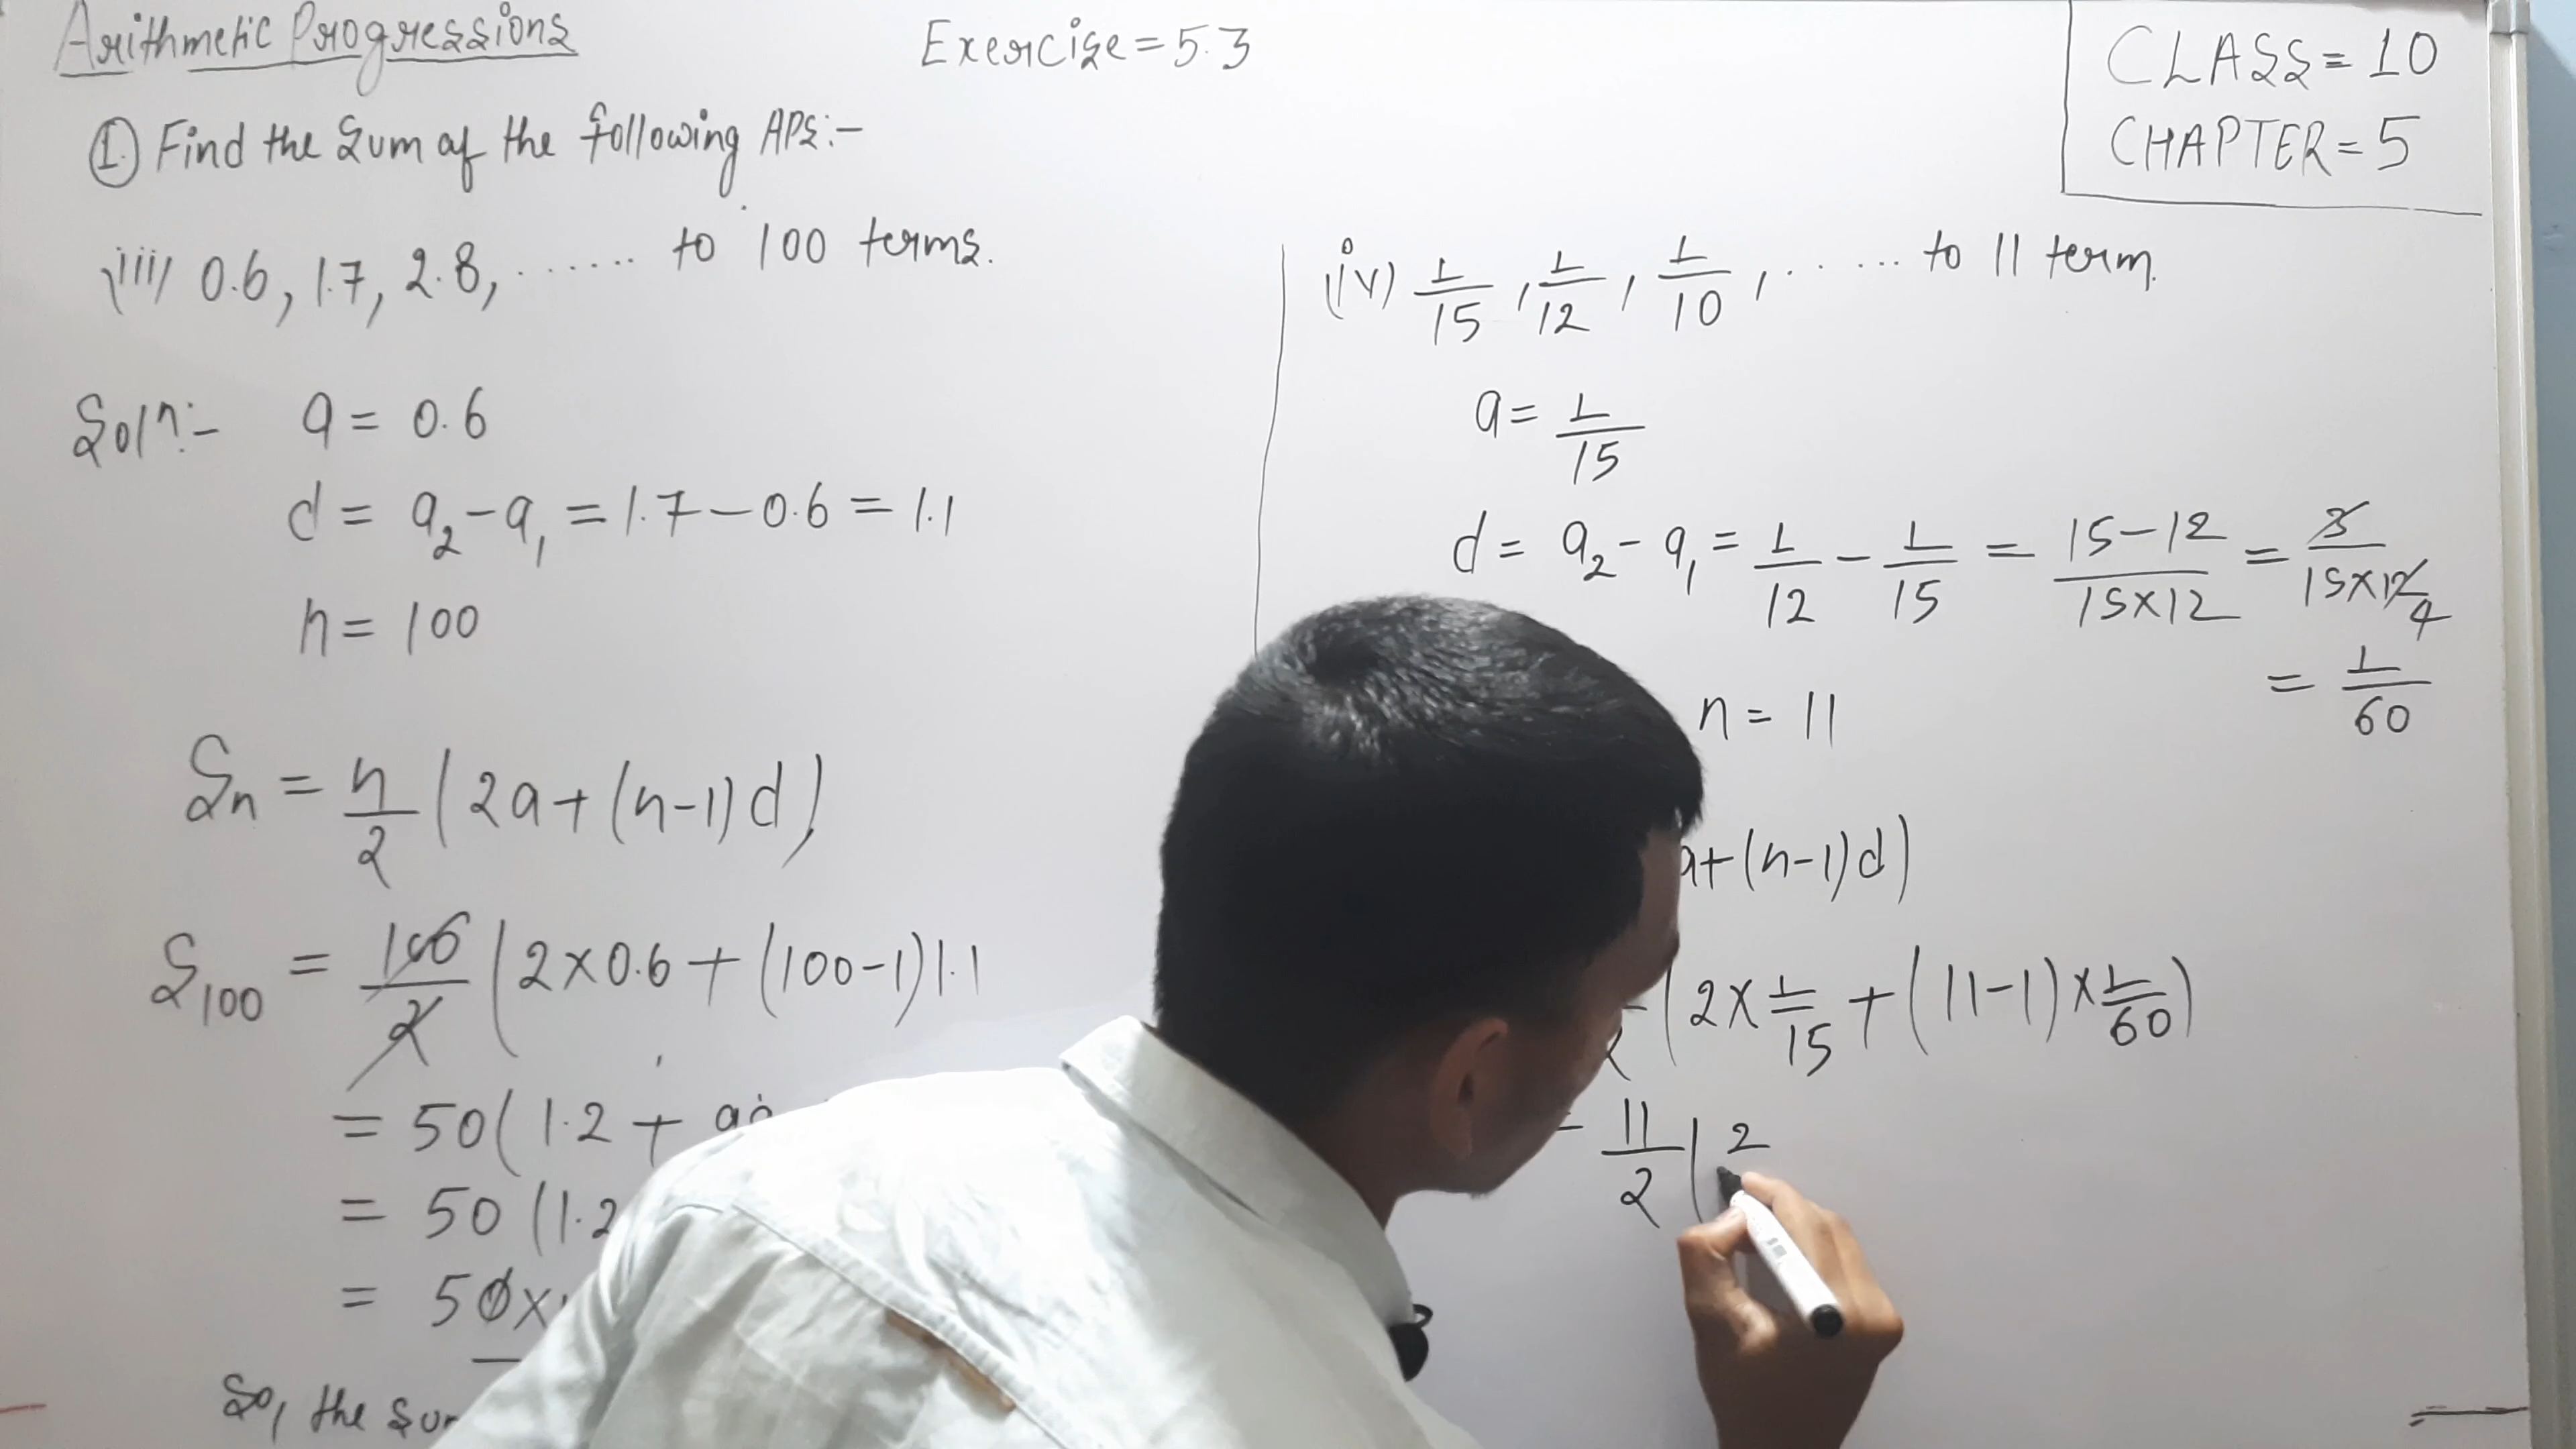 Arithmetic Progressions
Exercise = 5.3
CLASS = 10
CHAPTER = 5
① Find the Sum of the following APs:-
(iii) 0.6, 1.7, 2.8, ...... to 100 terms.
Solⁿ:- a = 0.6
d = a₂ - a₁ = 1.7 - 0.6 = 1.1
n = 100
Sn = n/2 (2a + (n-1)d)
S₁₀₀ = 100/2 (2×0.6 + (100-1)1.1
= 50(1.2 +
= 50(1.2
= 50×
So, the
(iv) 1/15, 1/12, 1/10, ...... to 11 term.
a = 1/15
d = a₂ - a₁ = 1/12 - 1/15 = 15-12/15×12 = 3/15×12 4
= 1/60
n = 11
a + (n-1)d)
(2 × 1/15 + (11-1) × 1/60)
= 11/2 ( 2